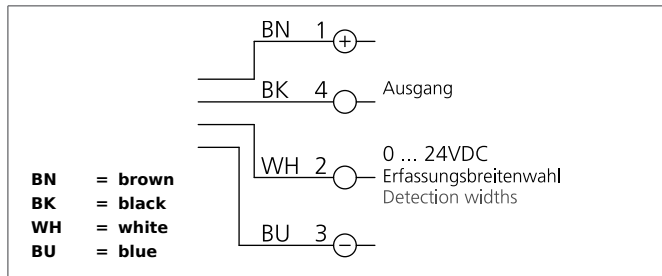 BN 1 +
BK 4 Ausgang
WH 2 0 ... 24VDC
Erfassungsbreitenwahl
Detection widths
BU 3 −
BN = brown
BK = black
WH = white
BU = blue